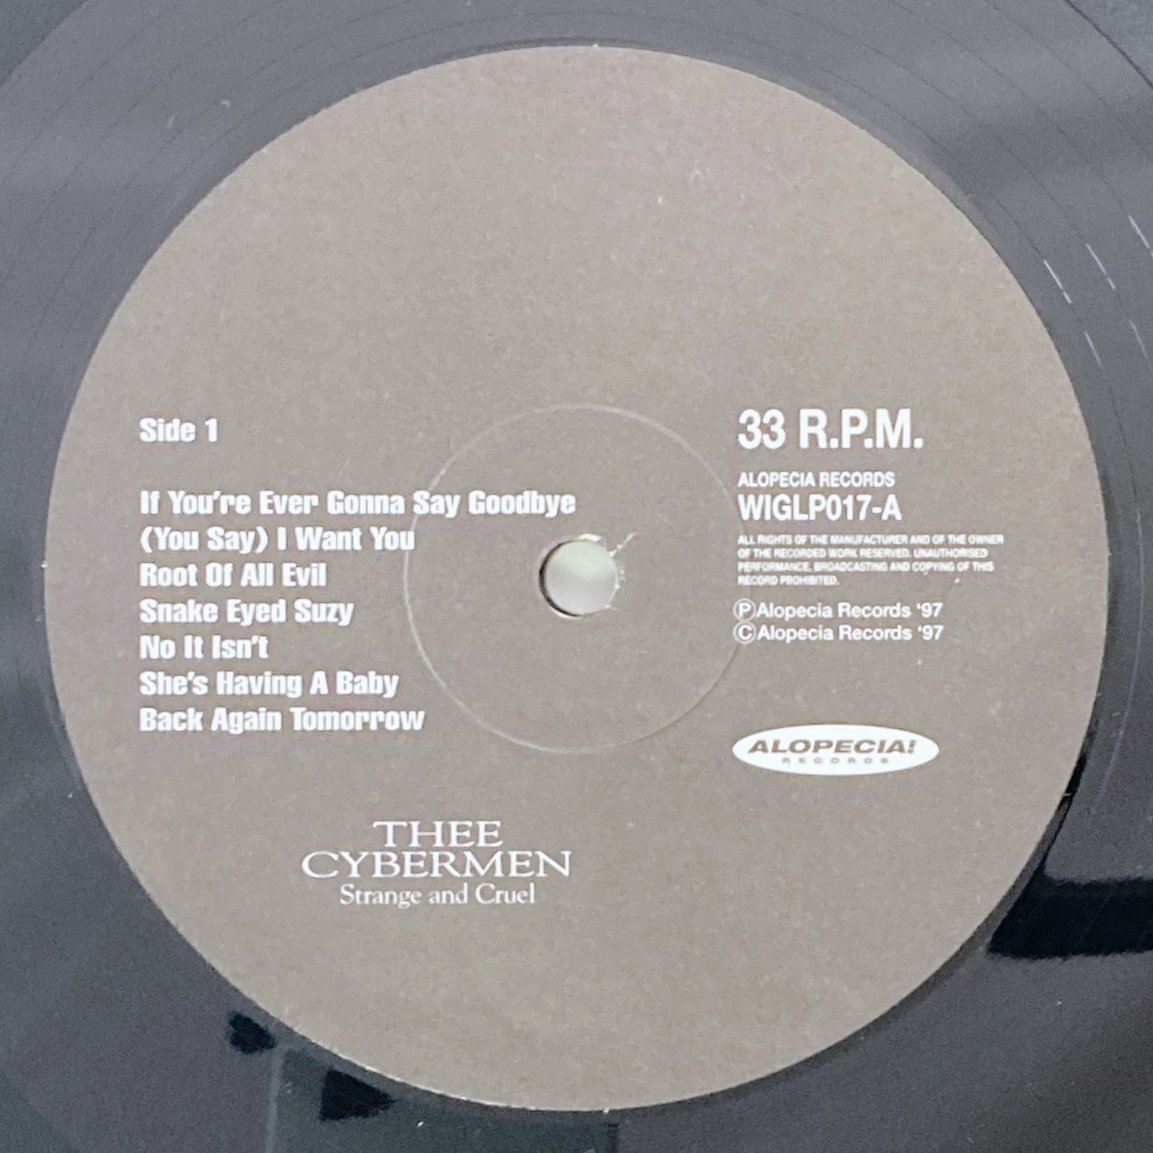 Side 1
If You're Ever Gonna Say Goodbye
(You Say) I Want You
Root Of All Evil
Snake Eyed Suzy
No It Isn't
She's Having A Baby
Back Again Tomorrow
33 R.P.M.
ALOPECIA RECORDS
WIGLP017-A
ALL RIGHTS OF THE MANUFACTURER AND OF THE OWNER
OF THE RECORDED WORK RESERVED. UNAUTHORISED
PERFORMANCE, BROADCASTING AND COPYING OF THIS
RECORD PROHIBITED.
ⓅAlopecia Records '97
©Alopecia Records '97
ALOPECIA!
RECORDS
THEE
CYBERMEN
Strange and Cruel